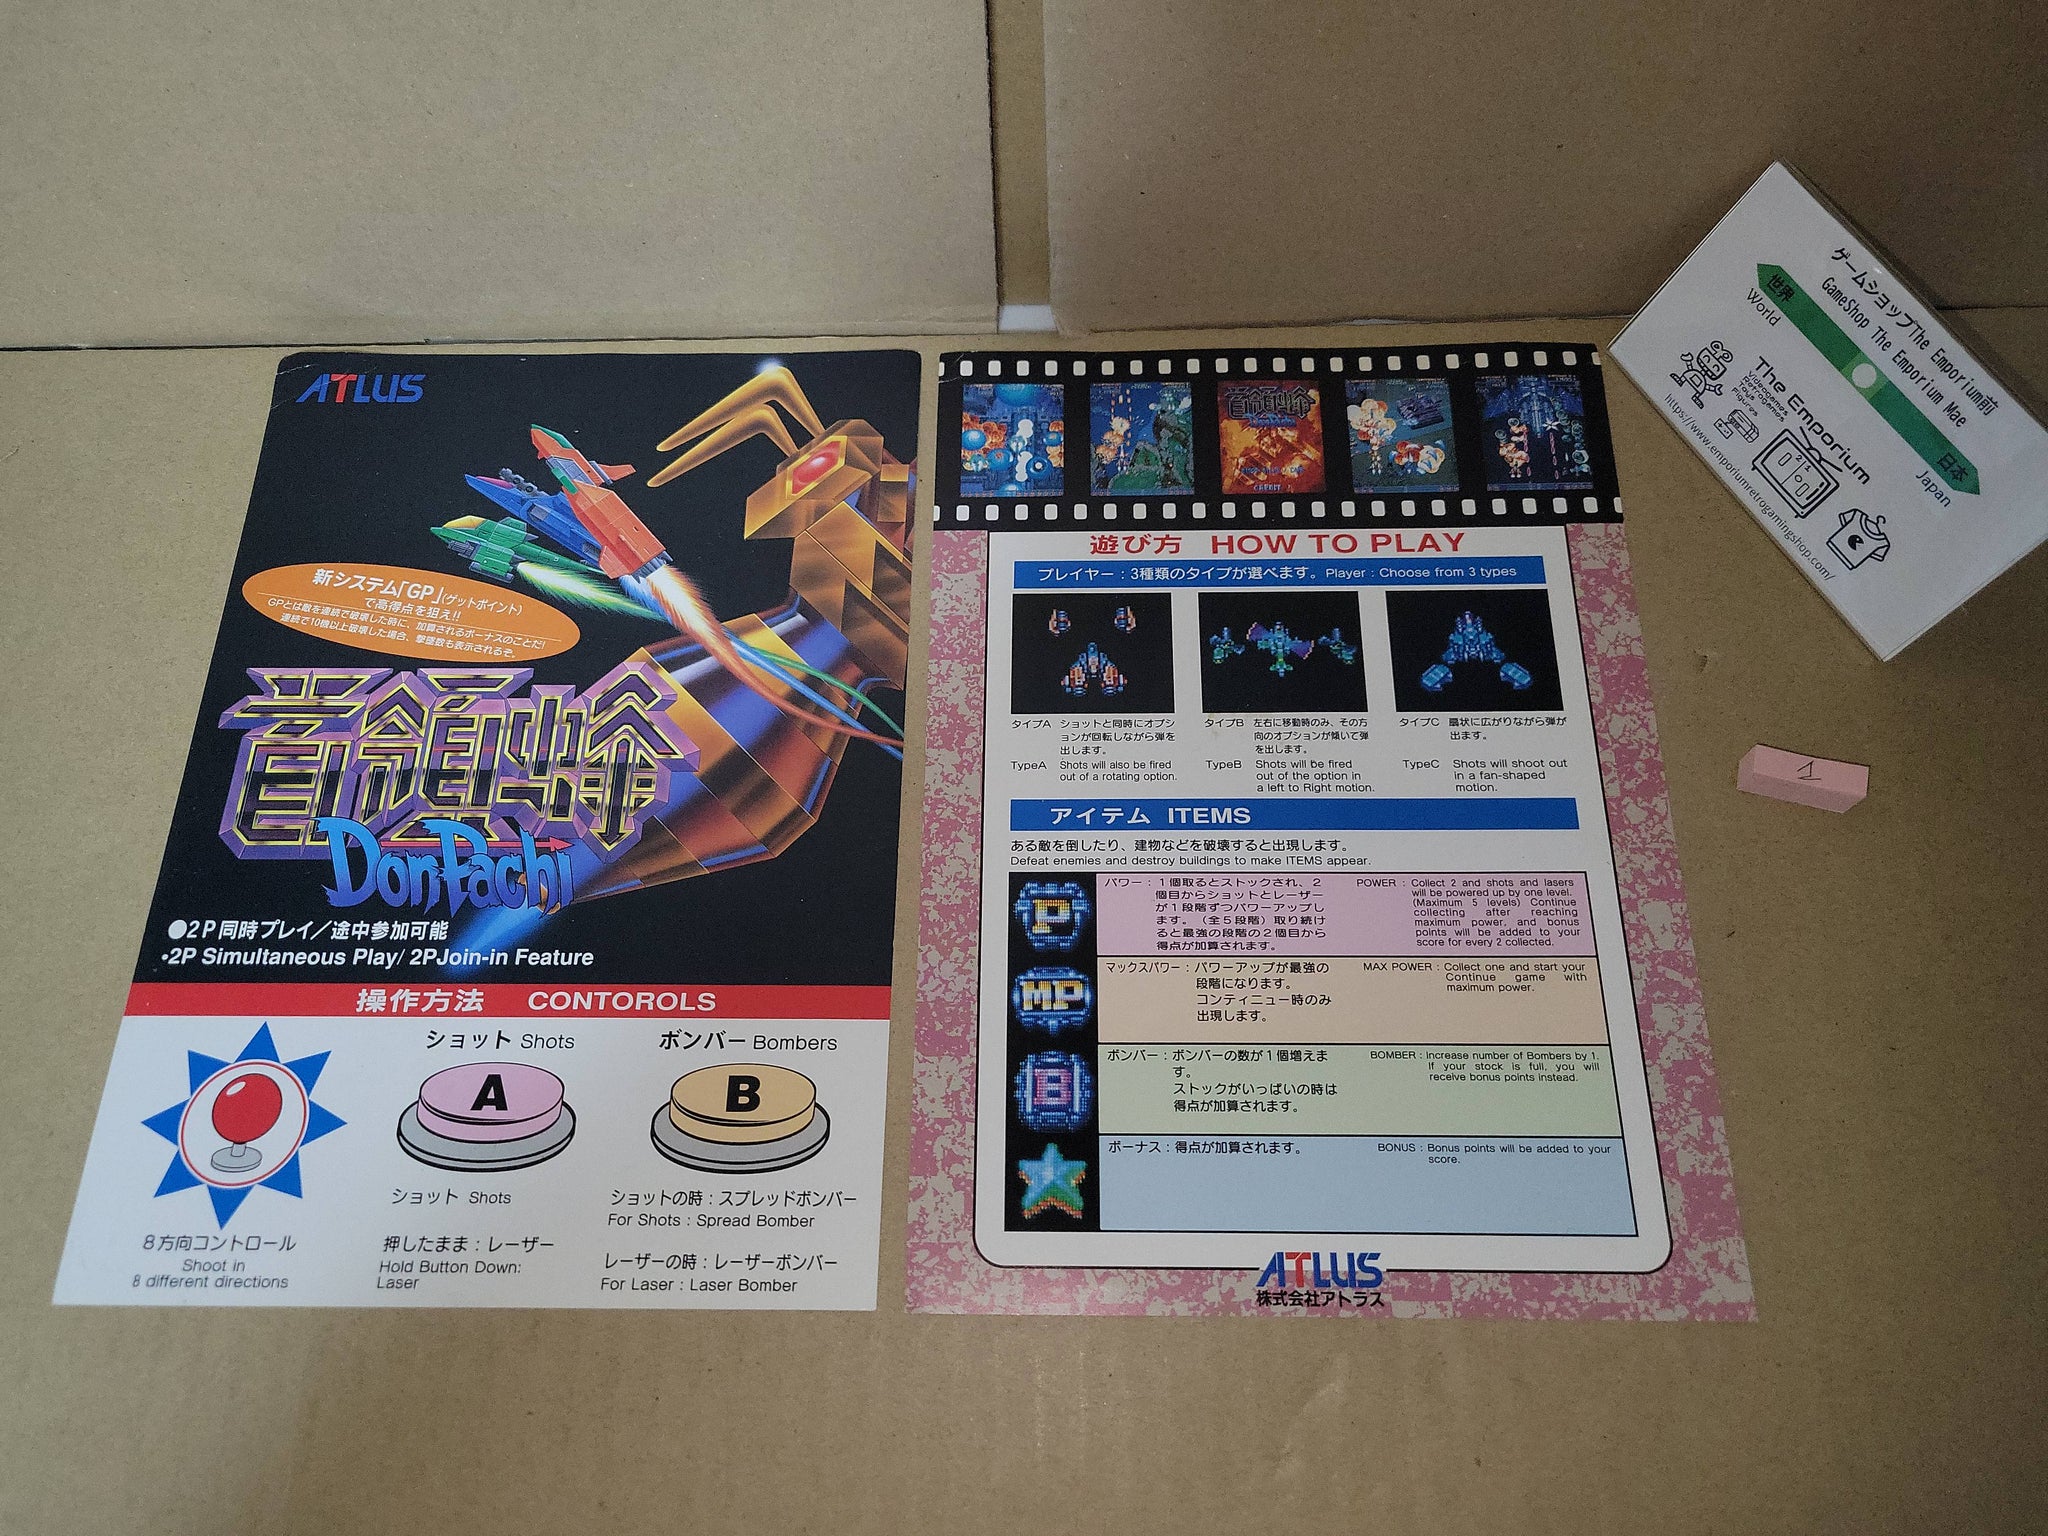 ATLUS
新システム「GP」(ゲットポイント)
で高得点を狙え!!
GPとは敵を連続で破壊した時に、加算されるボーナスのことだ!
連続で10機以上破壊した場合、撃墜数も表示されるぞ。
首領蜂
DonPachi
●2P同時プレイ/途中参加可能
•2P Simultaneous Play/ 2PJoin-in Feature
操作方法 CONTOROLS
ショット Shots
ボンバー Bombers
A
B
8方向コントロール
Shoot in
8 different directions
ショット Shots
押したまま:レーザー
Hold Button Down:
Laser
ショットの時:スプレッドボンバー
For Shots : Spread Bomber
レーザーの時:レーザーボンバー
For Laser : Laser Bomber
首領蜂
遊び方 HOW TO PLAY
プレイヤー:3種類のタイプが選べます。Player : Choose from 3 types
タイプA ショットと同時にオプシ
ョンが回転しながら弾を
出します。
TypeA Shots will also be fired
out of a rotating option.
タイプB 左右に移動時のみ、その方
向のオプションが傾いて弾
を出します。
TypeB Shots will be fired
out of the option in
a left to Right motion.
タイプC 扇状に広がりながら弾が
出ます。
TypeC Shots will shoot out
in a fan-shaped
motion.
アイテム ITEMS
ある敵を倒したり、建物などを破壊すると出現します。
Defeat enemies and destroy buildings to make ITEMS appear.
P
パワー:1個取るとストックされ、2
個目からショットとレーザー
が1段階ずつパワーアップし
ます。(全5段階)取り続け
ると最強の段階の2個目から
得点が加算されます。
POWER : Collect 2 and shots and lasers
will be powered up by one level.
(Maximum 5 levels) Continue
collecting after reaching
maximum power, and bonus
points will be added to your
score for every 2 collected.
MP
マックスパワー:パワーアップが最強の
段階になります。
コンティニュー時のみ
出現します。
MAX POWER : Collect one and start your
Continue game with
maximum power.
B
ボンバー:ボンバーの数が1個増えま
す。
ストックがいっぱいの時は
得点が加算されます。
BOMBER : Increase number of Bombers by 1.
If your stock is full, you will
receive bonus points instead.
ボーナス:得点が加算されます。
BONUS : Bonus points will be added to your
score.
ATLUS
株式会社アトラス
ゲームショップThe Emporium前
GameShop The Emporium Mae
世界
World
日本
Japan
The Emporium
Videogames
Retrogames
Toys
Figures
https://www.emporiumretrogamingshop.com/
1